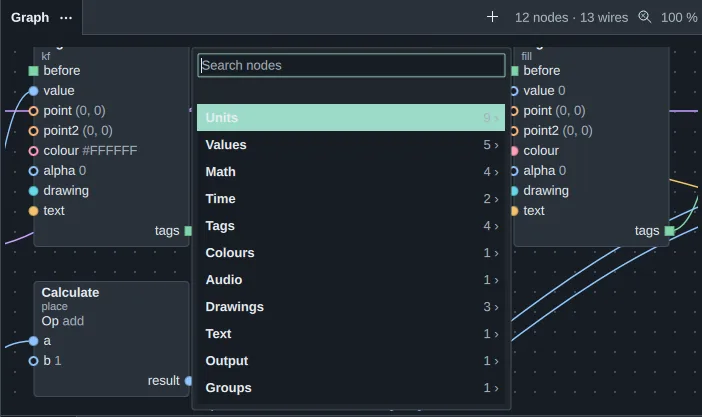 Graph ···
12 nodes · 13 wires
100 %
kf
before
value
point (0, 0)
point2 (0, 0)
colour #FFFFFF
alpha 0
drawing
text
tags
Calculate
place
Op add
a
b 1
result
Search nodes
Units 9 ›
Values 5 ›
Math 4 ›
Time 2 ›
Tags 4 ›
Colours 1 ›
Audio 1 ›
Drawings 3 ›
Text 1 ›
Output 1 ›
Groups 1 ›
fill
before
value 0
point (0, 0)
point2 (0, 0)
colour
alpha 0
drawing
text
tags